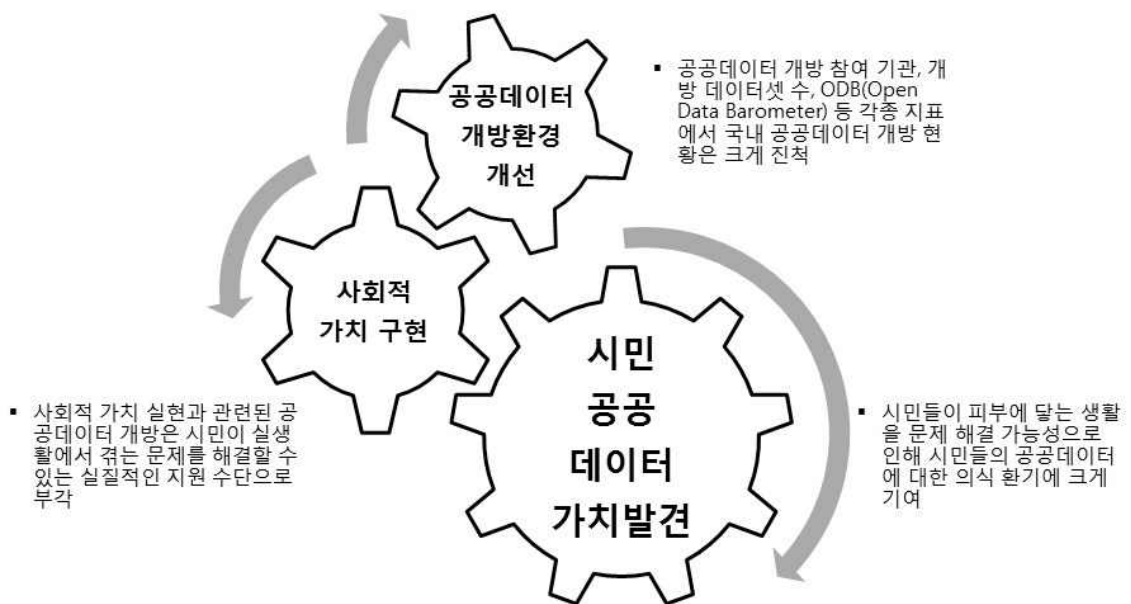 공공데이터
개방환경
개선
▪ 공공데이터 개방 참여 기관, 개
방 데이터셋 수, ODB(Open
Data Barometer) 등 각종 지표
에서 국내 공공데이터 개방 현
황은 크게 진척
사회적
가치 구현
▪ 사회적 가치 실현과 관련된 공
공데이터 개방은 시민이 실생
활에서 겪는 문제를 해결할 수
있는 실질적인 지원 수단으로
부각
시민
공공
데이터
가치발견
▪ 시민들이 피부에 닿는 생활
을 문제 해결 가능성으로
인해 시민들의 공공데이터
에 대한 의식 환기에 크게
기여